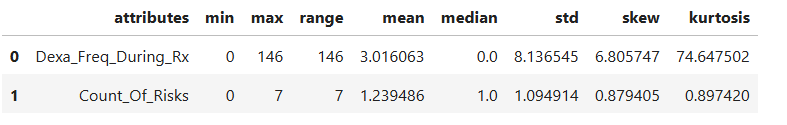 attributes min max range mean median std skew kurtosis
0 Dexa_Freq_During_Rx 0 146 146 3.016063 0.0 8.136545 6.805747 74.647502
1 Count_Of_Risks 0 7 7 1.239486 1.0 1.094914 0.879405 0.897420